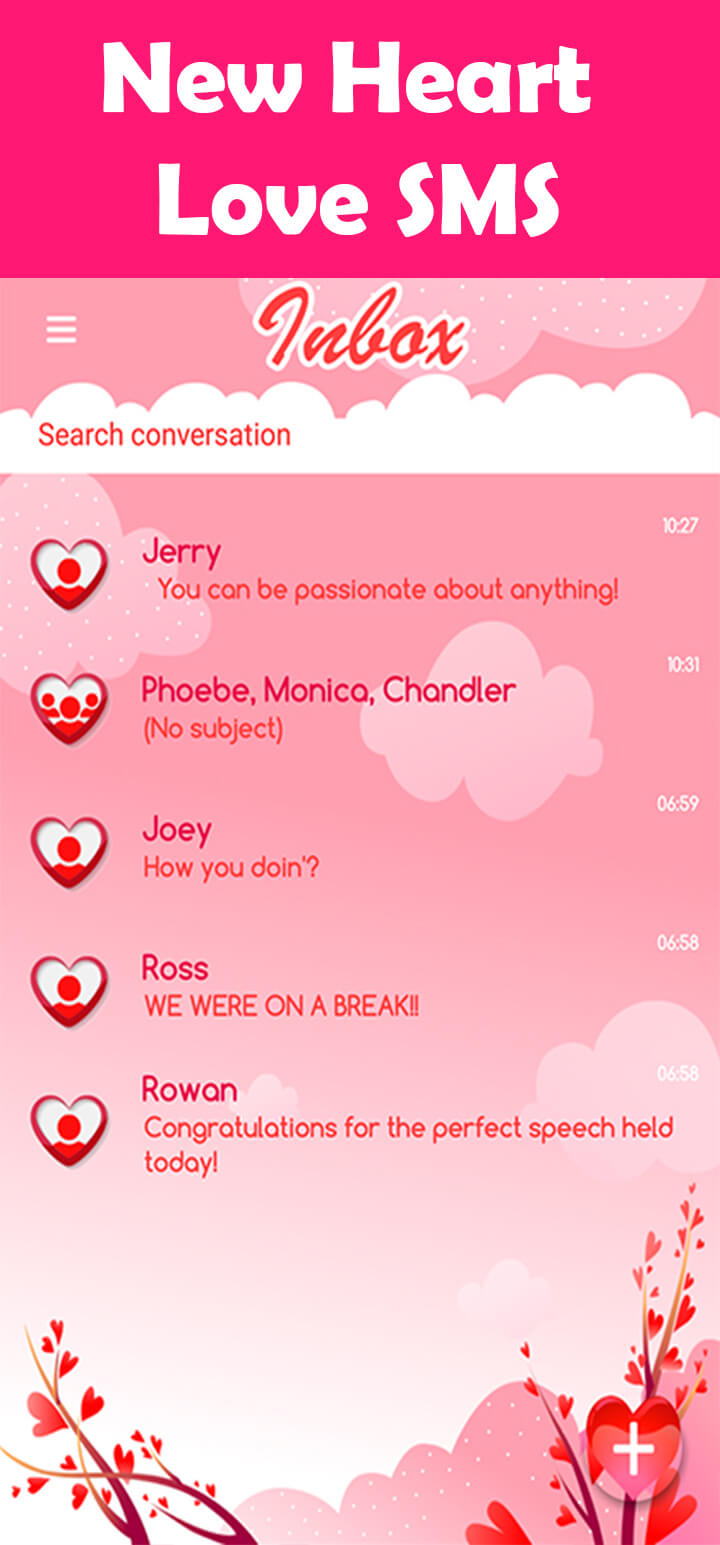 New Heart
Love SMS
Inbox
Search conversation
10:27
Jerry
You can be passionate about anything!
10:31
Phoebe, Monica, Chandler
(No subject)
06:59
Joey
How you doin'?
06:58
Ross
WE WERE ON A BREAK!!
06:58
Rowan
Congratulations for the perfect speech held
today!